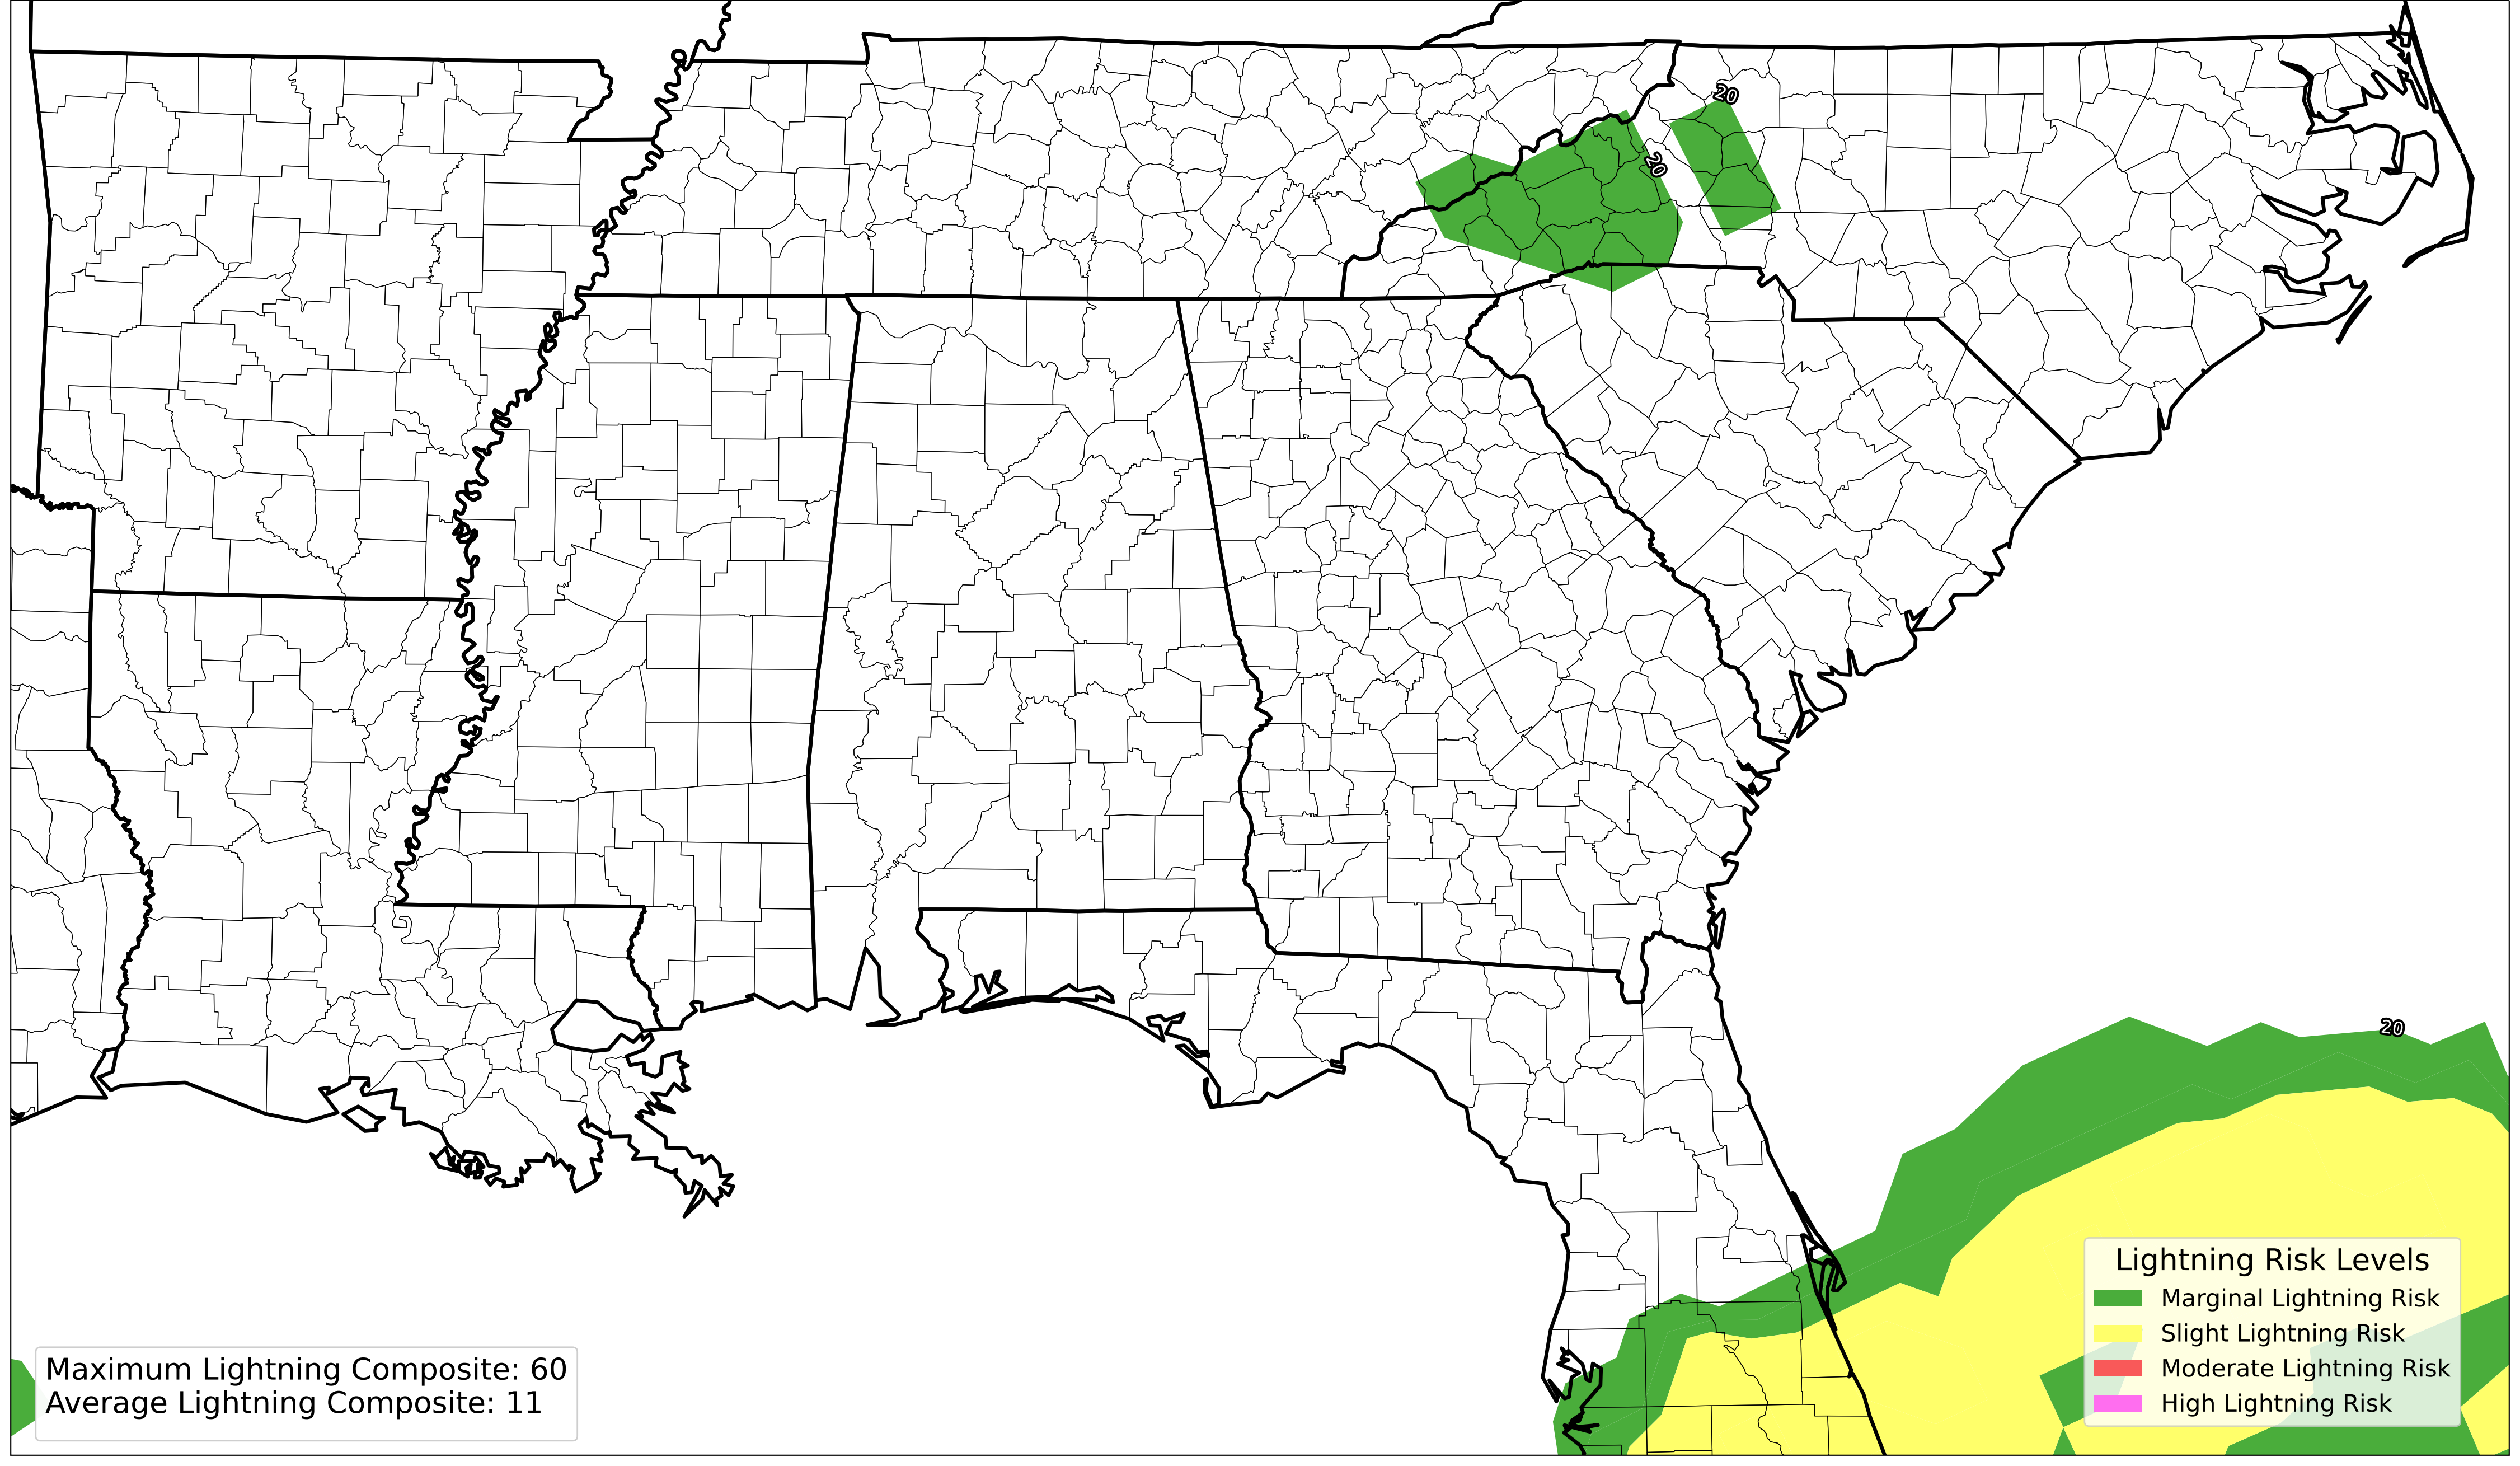 20
20
20
Lightning Risk Levels
Marginal Lightning Risk
Slight Lightning Risk
Moderate Lightning Risk
High Lightning Risk
Maximum Lightning Composite: 60
Average Lightning Composite: 11